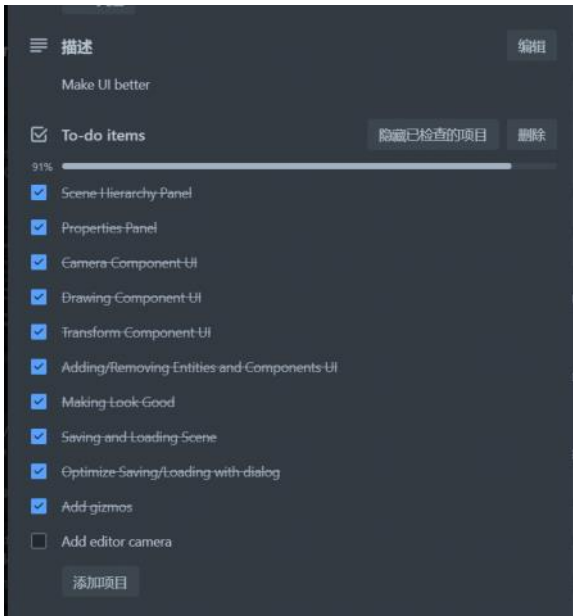 描述
编辑
Make UI better
To-do items
隐藏已检查的项目
删除
91%
Scene Hierarchy Panel
Properties Panel
Camera Component UI
Drawing Component UI
Transform Component UI
Adding/Removing Entities and Components UI
Making Look Good
Saving and Loading Scene
Optimize Saving/Loading with dialog
Add gizmos
Add editor camera
添加项目